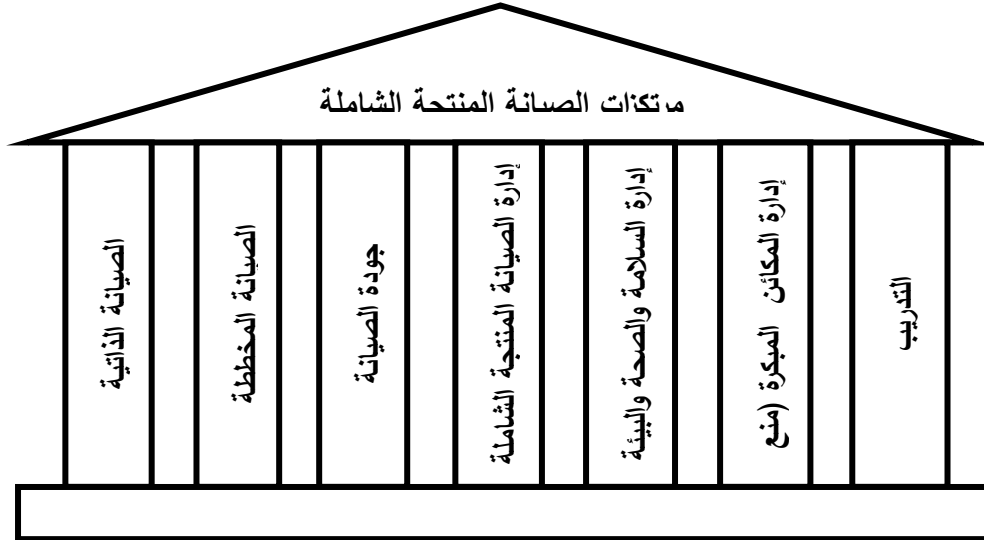 مرتكزات الصيانة المنتجة الشاملة
التدريب
إدارة المكائن المبكرة (منع
إدارة السلامة والصحة والبيئة
إدارة الصيانة المنتجة الشاملة
جودة الصيانة
الصيانة المخططة
الصيانة الذاتية